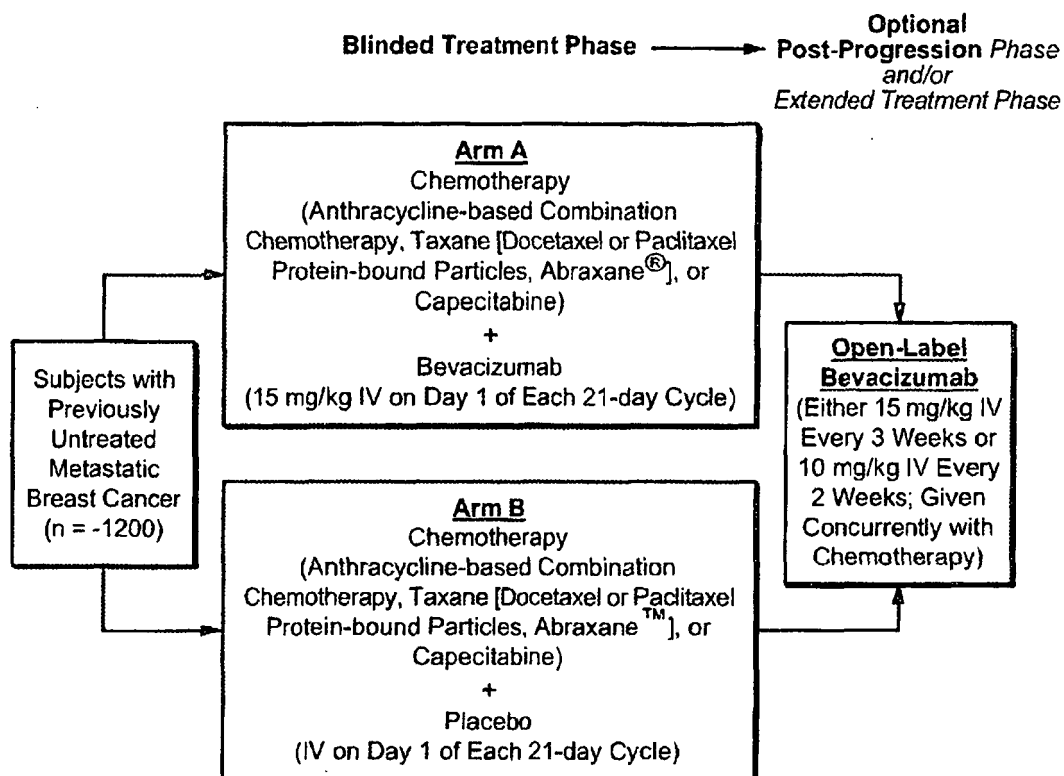 Blinded Treatment Phase
Optional
Post-Progression Phase
and/or
Extended Treatment Phase
Arm A
Chemotherapy
(Anthracycline-based Combination
Chemotherapy, Taxane [Docetaxel or Paclitaxel
Protein-bound Particles, Abraxane®], or
Capecitabine)
+
Bevacizumab
(15 mg/kg IV on Day 1 of Each 21-day Cycle)
Subjects with
Previously
Untreated
Metastatic
Breast Cancer
(n = -1200)
Arm B
Chemotherapy
(Anthracycline-based Combination
Chemotherapy, Taxane [Docetaxel or Paclitaxel
Protein-bound Particles, Abraxane™], or
Capecitabine)
+
Placebo
(IV on Day 1 of Each 21-day Cycle)
Open-Label
Bevacizumab
(Either 15 mg/kg IV
Every 3 Weeks or
10 mg/kg IV Every
2 Weeks; Given
Concurrently with
Chemotherapy)